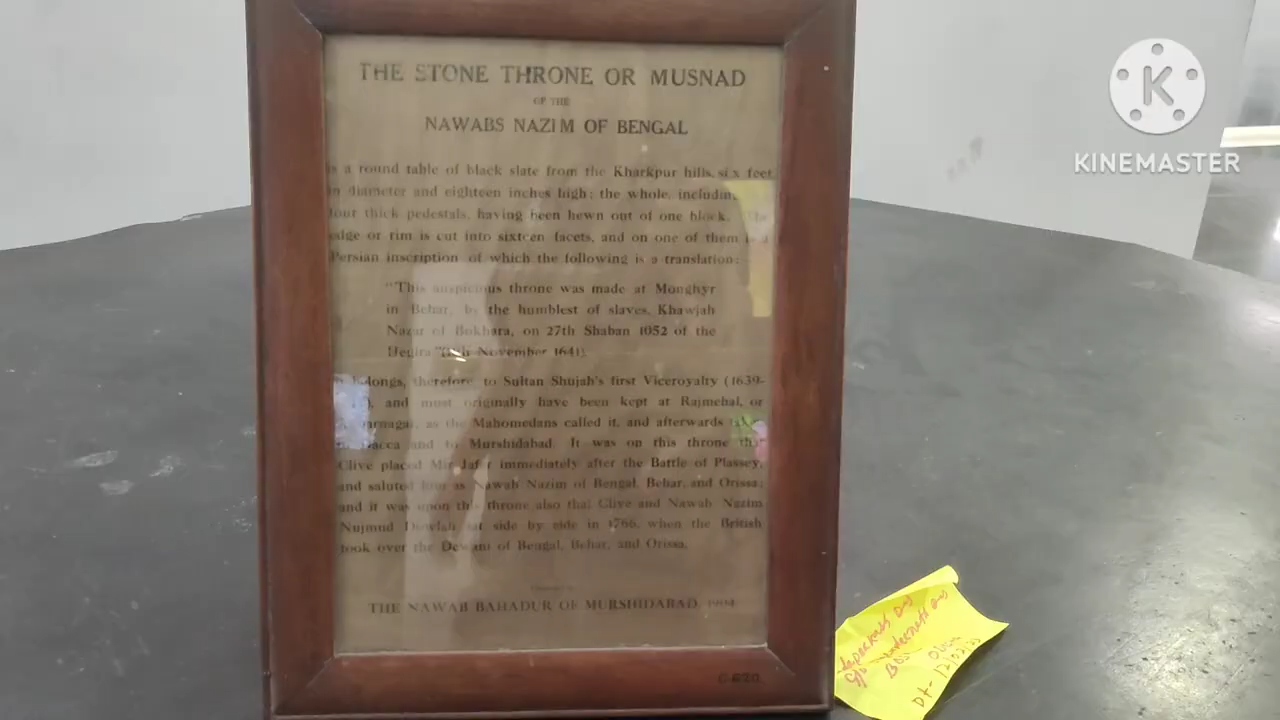 THE STONE THRONE OR MUSNAD
OF THE
NAWABS NAZIM OF BENGAL
is a round table of black slate from the Kharkpur hills, six feet
in diameter and eighteen inches high; the whole, including
four thick pedestals, having been hewn out of one block. The
edge or rim is cut into sixteen facets, and on one of them is a
Persian inscription of which the following is a translation:
"This auspicious throne was made at Monghyr
in Behar, by the humblest of slaves, Khawjah
Nazar of Bokhara, on 27th Shaban 1052 of the
Hegira" November 1641).
belongs, therefore, to Sultan Shujah's first Viceroyalty (1639-
and must originally have been kept at Rajmehal, or
as the Mahomedans called it, and afterwards
Dacca and to Murshidabad. It was on this throne that
Clive placed Mir Jafir immediately after the Battle of Plassey,
and saluted him as Nawab Nazim of Bengal, Behar, and Orissa;
and it was upon this throne also that Clive and Nawab Nazim
Nujmud Dowlah sat side by side in 1766, when the British
took over the Dewani of Bengal, Behar, and Orissa.
THE NAWAB BAHADUR OF MURSHIDABAD,
KINEMASTER